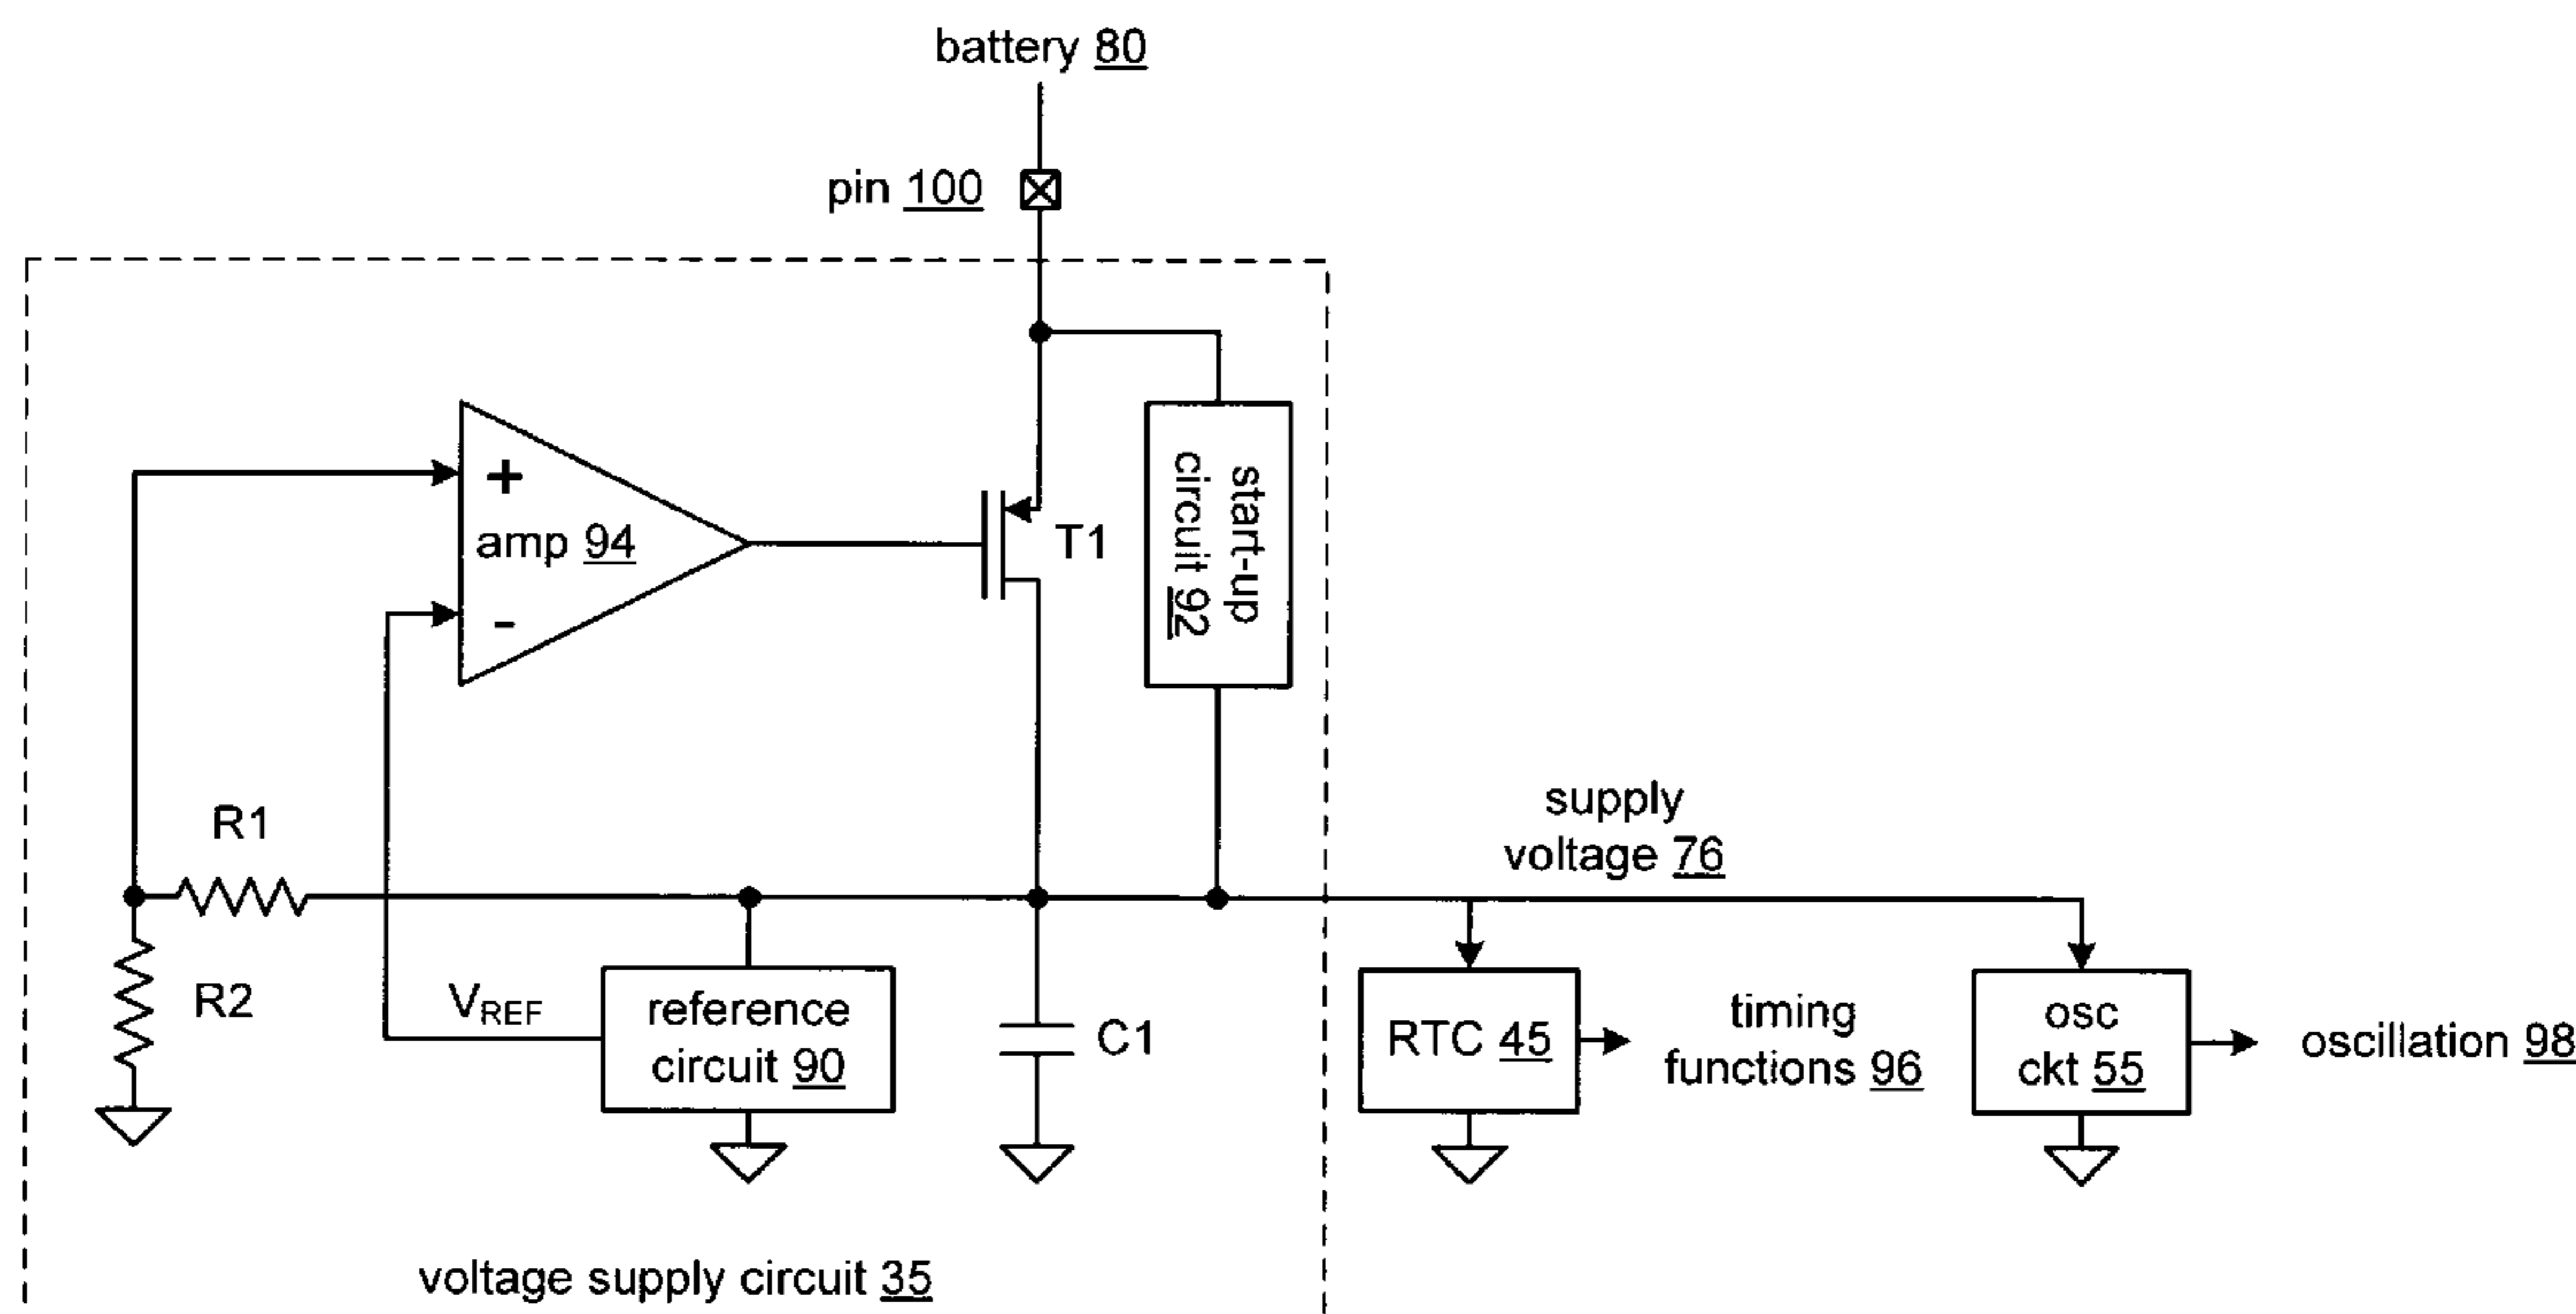 battery 80
pin 100
+
amp 94
-
T1
start-up
circuit 92
supply
voltage 76
R1
R2
VREF
reference
circuit 90
C1
RTC 45
timing
functions 96
osc
ckt 55
oscillation 98
voltage supply circuit 35